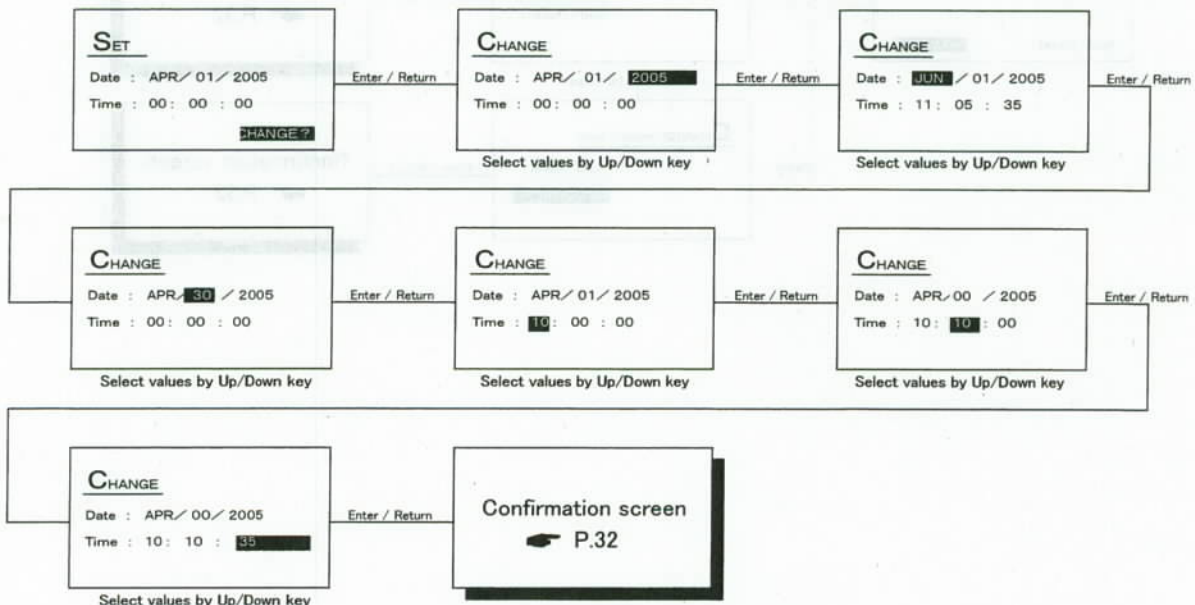 SET
Date : APR/ 01/ 2005
Time : 00: 00 : 00
CHANGE?
Enter / Return
CHANGE
Date : APR/ 01/ 2005
Time : 00: 00 : 00
Select values by Up/Down key
Enter / Return
CHANGE
Date : JUN / 01/ 2005
Time : 11: 05 : 35
Select values by Up/Down key
Enter / Return
CHANGE
Date : APR/ 30 / 2005
Time : 00: 00 : 00
Select values by Up/Down key
Enter / Return
CHANGE
Date : APR/ 01/ 2005
Time : 10: 00 : 00
Select values by Up/Down key
Enter / Return
CHANGE
Date : APR/00 / 2005
Time : 10: 10 : 00
Select values by Up/Down key
Enter / Return
CHANGE
Date : APR/ 00/ 2005
Time : 10: 10 : 35
Select values by Up/Down key
Enter / Return
Confirmation screen
☛ P.32